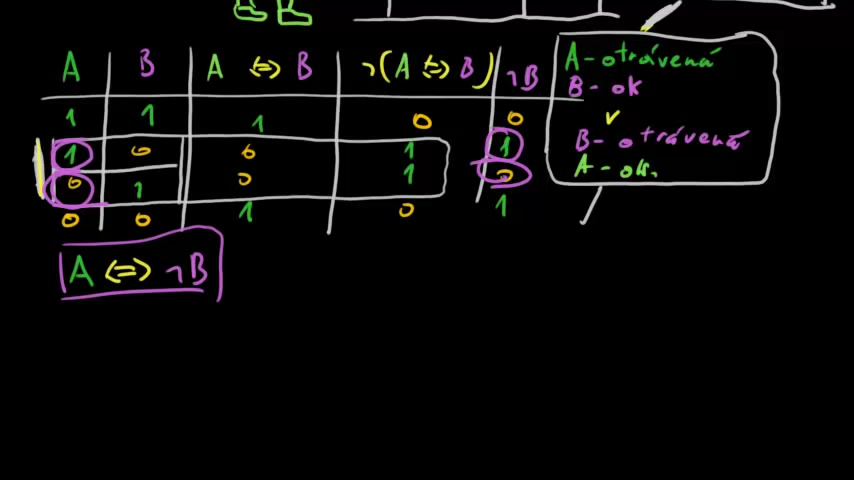 A B A ⇔ B ¬(A ⇔ B) ¬B
1 1 1 0 0
1 0 0 1 1
0 1 0 1 0
0 0 1 0 1
A ⇔ ¬B
A - otrávená
B - ok
v
B - otrávená
A - ok.